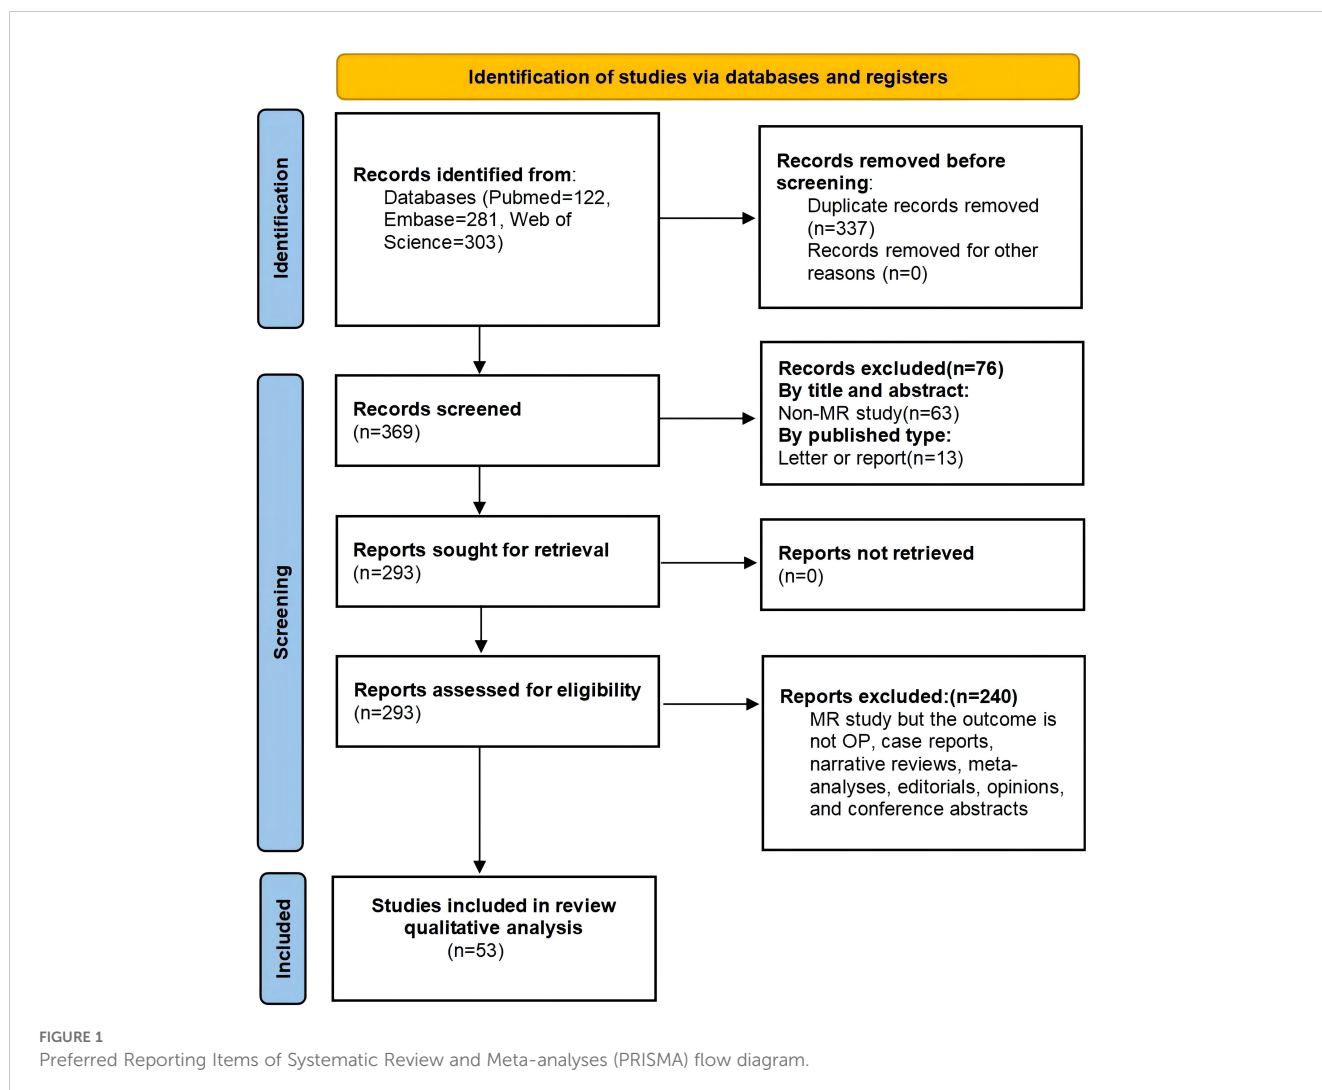 Identification of studies via databases and registers
Identification
Records identified from:
Databases (Pubmed=122,
Embase=281, Web of
Science=303)
Records removed before
screening:
Duplicate records removed
(n=337)
Records removed for other
reasons (n=0)
Screening
Records screened
(n=369)
Records excluded(n=76)
By title and abstract:
Non-MR study(n=63)
By published type:
Letter or report(n=13)
Reports sought for retrieval
(n=293)
Reports not retrieved
(n=0)
Reports assessed for eligibility
(n=293)
Reports excluded:(n=240)
MR study but the outcome is
not OP, case reports,
narrative reviews, meta-
analyses, editorials, opinions,
and conference abstracts
Included
Studies included in review
qualitative analysis
(n=53)
FIGURE 1
Preferred Reporting Items of Systematic Review and Meta-analyses (PRISMA) flow diagram.